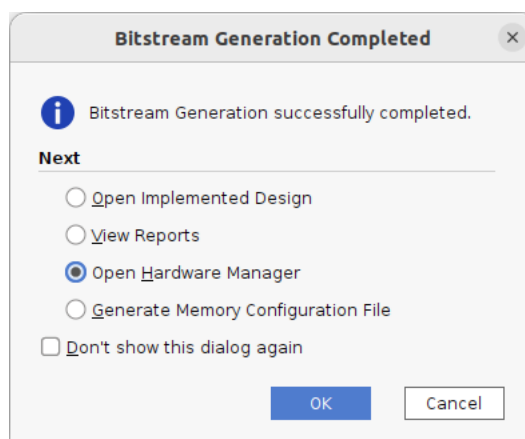 Bitstream Generation Completed
Bitstream Generation successfully completed.
Next
Open Implemented Design
View Reports
Open Hardware Manager
Generate Memory Configuration File
Don't show this dialog again
OK Cancel